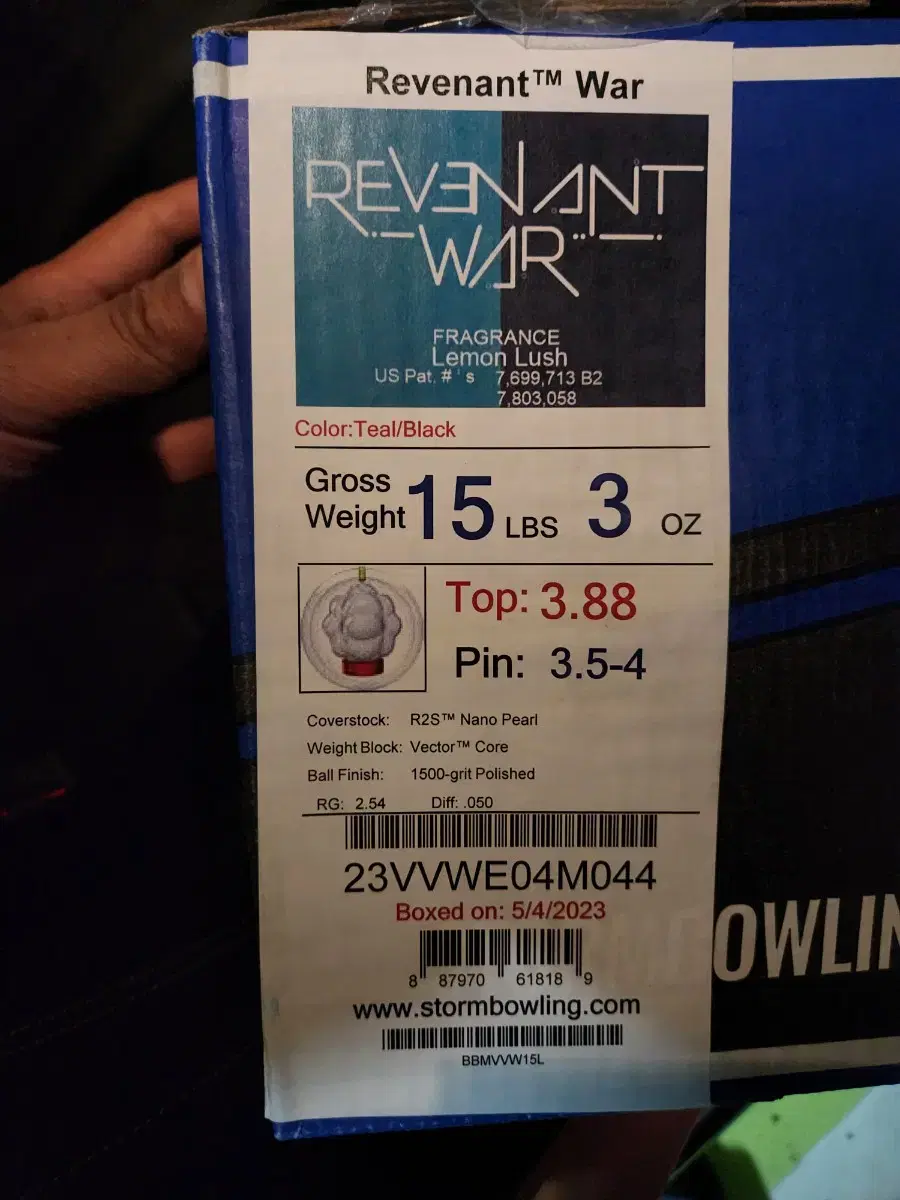 Revenant™ War
REVENANT
WAR
FRAGRANCE
Lemon Lush
US Pat. #'s 7,699,713 B2
7,803,058
Color:Teal/Black
Gross
Weight 15 LBS 3 OZ
Top: 3.88
Pin: 3.5-4
Coverstock: R2S™ Nano Pearl
Weight Block: Vector™ Core
Ball Finish: 1500-grit Polished
RG: 2.54 Diff: .050
23VVWE04M044
Boxed on: 5/4/2023
8 87970 61818 9
www.stormbowling.com
BBMVVW15L
OWLIN